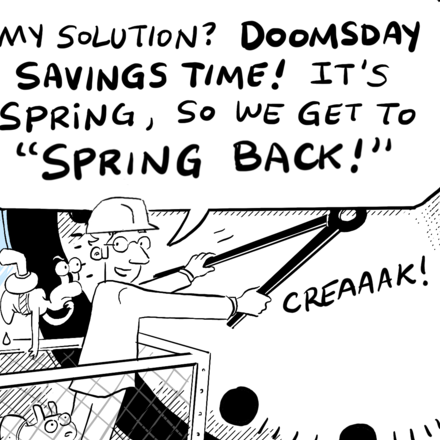 MY SOLUTION? DOOMSDAY
SAVINGS TIME! IT'S
SPRING, SO WE GET TO
"SPRING BACK!"
CREAAAK!